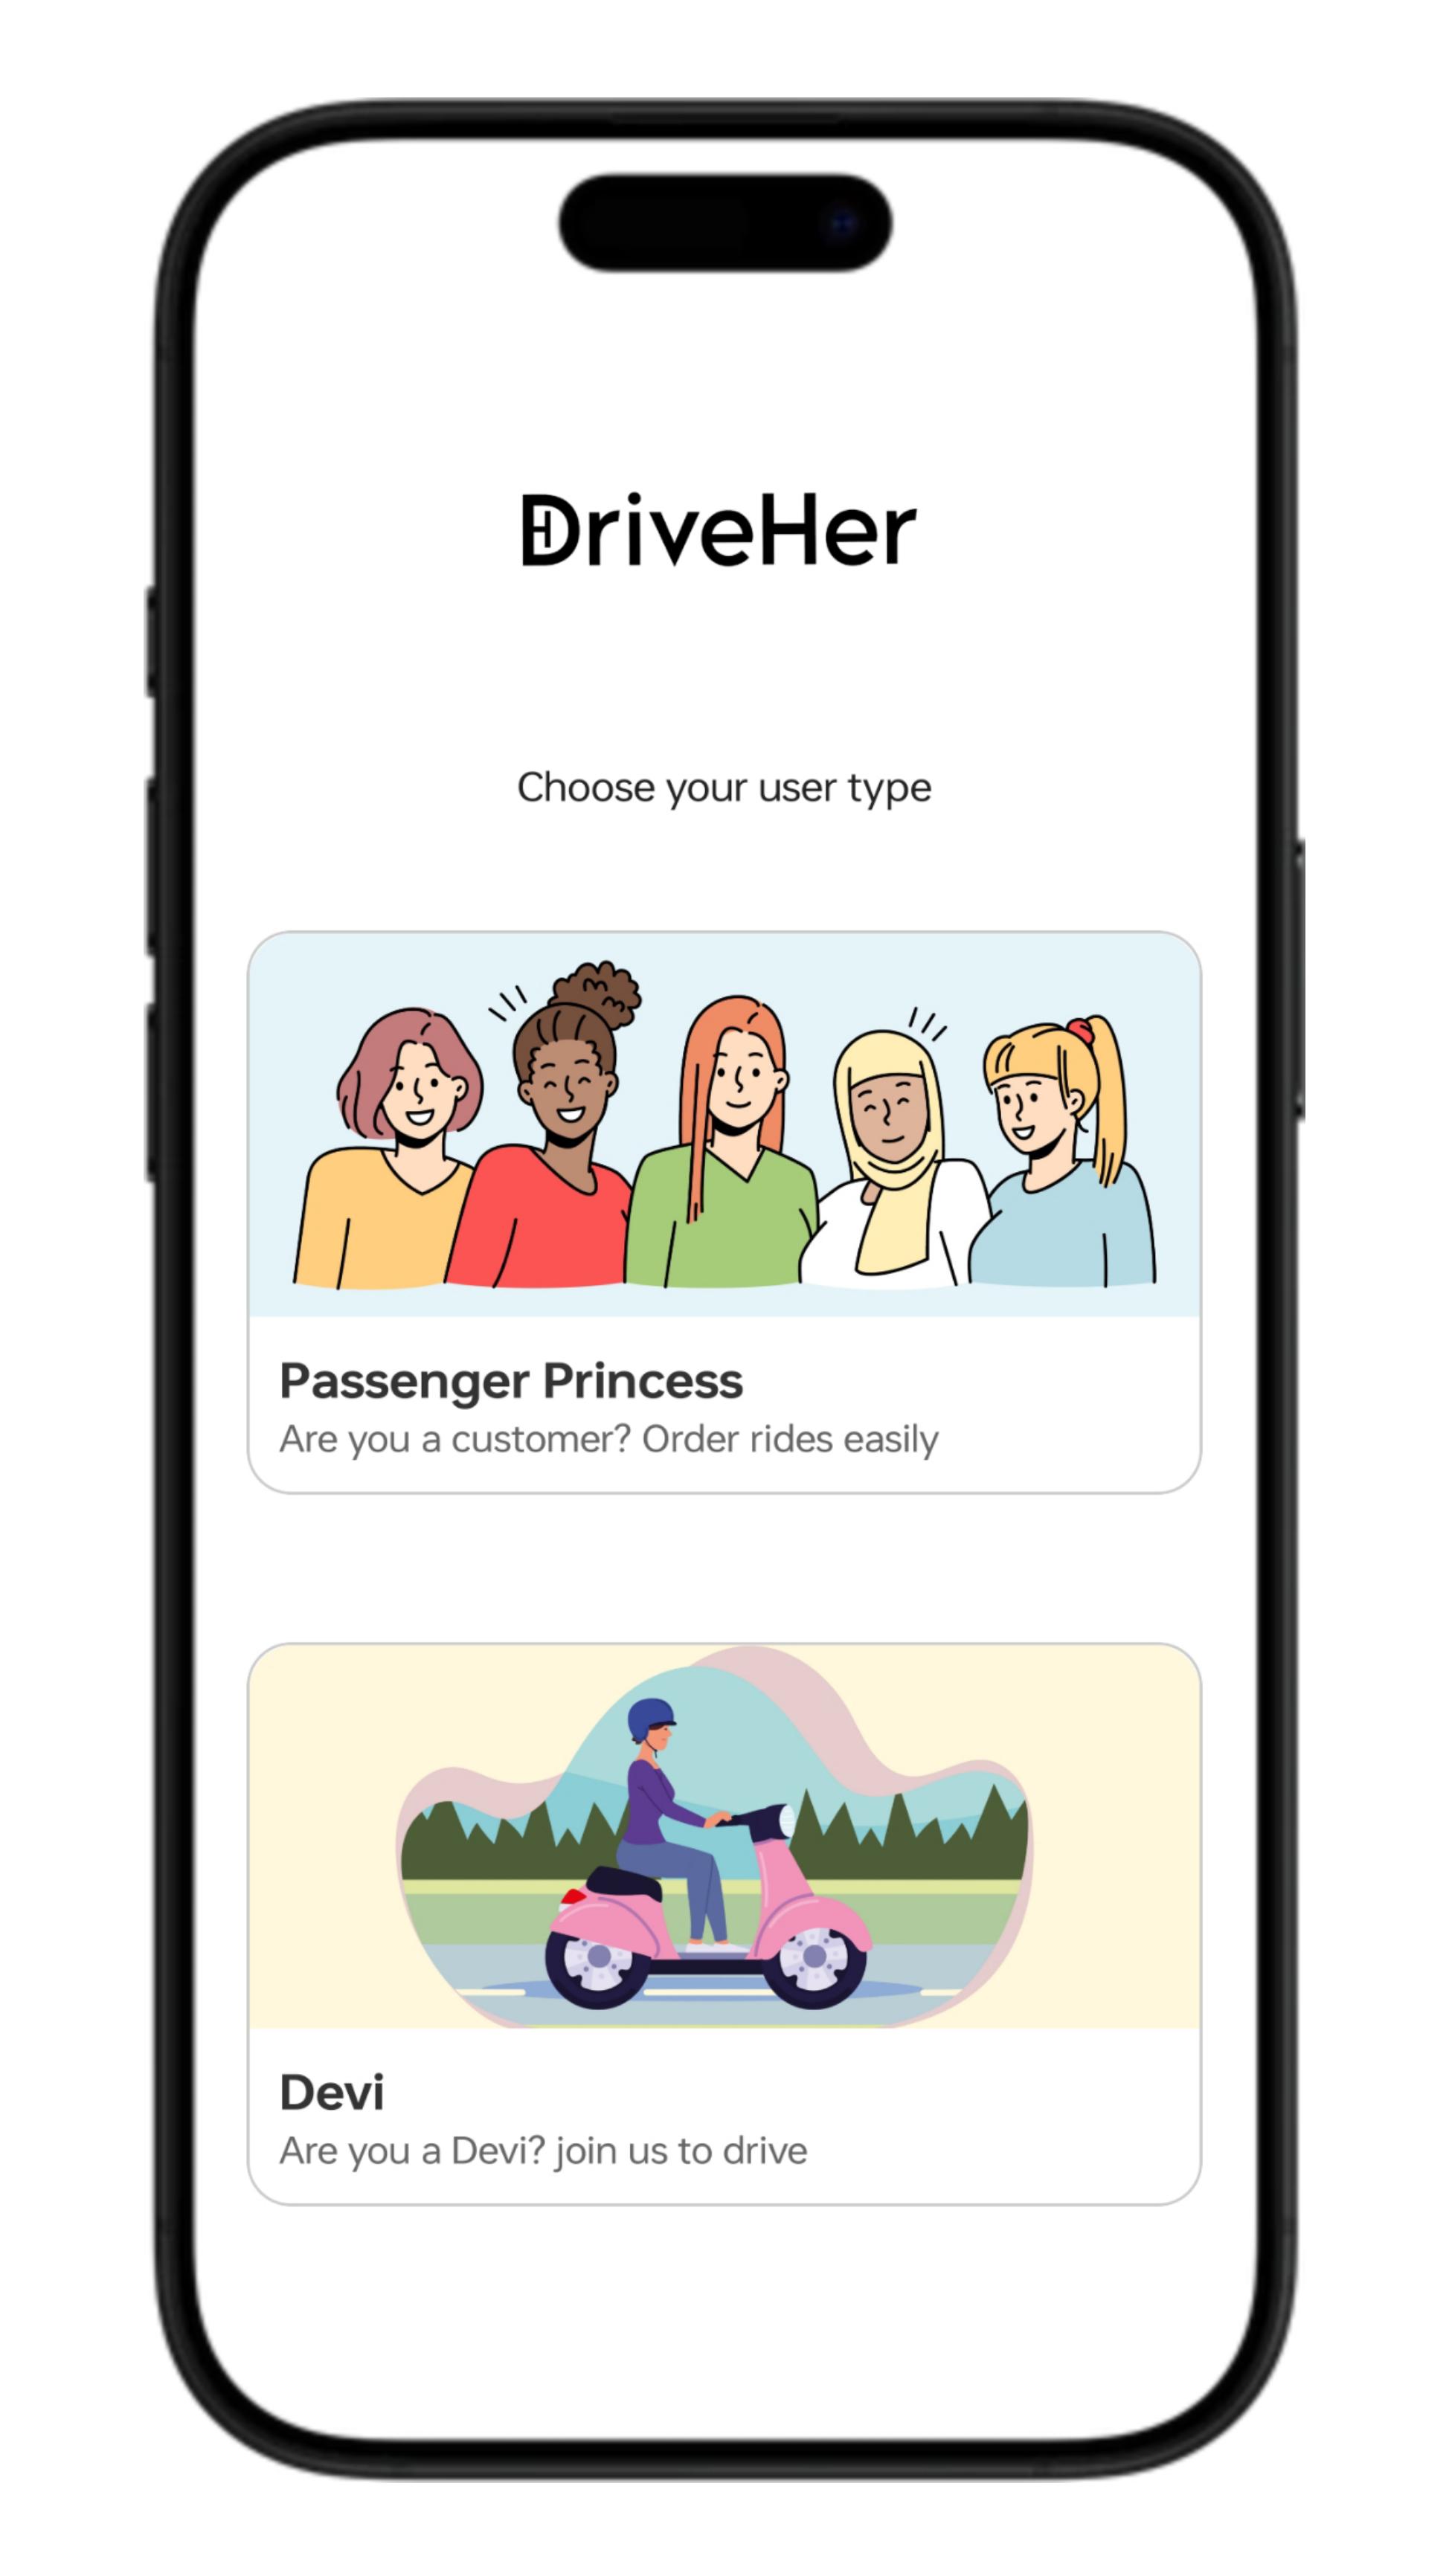 DriveHer
Choose your user type
Passenger Princess
Are you a customer? Order rides easily
Devi
Are you a Devi? join us to drive